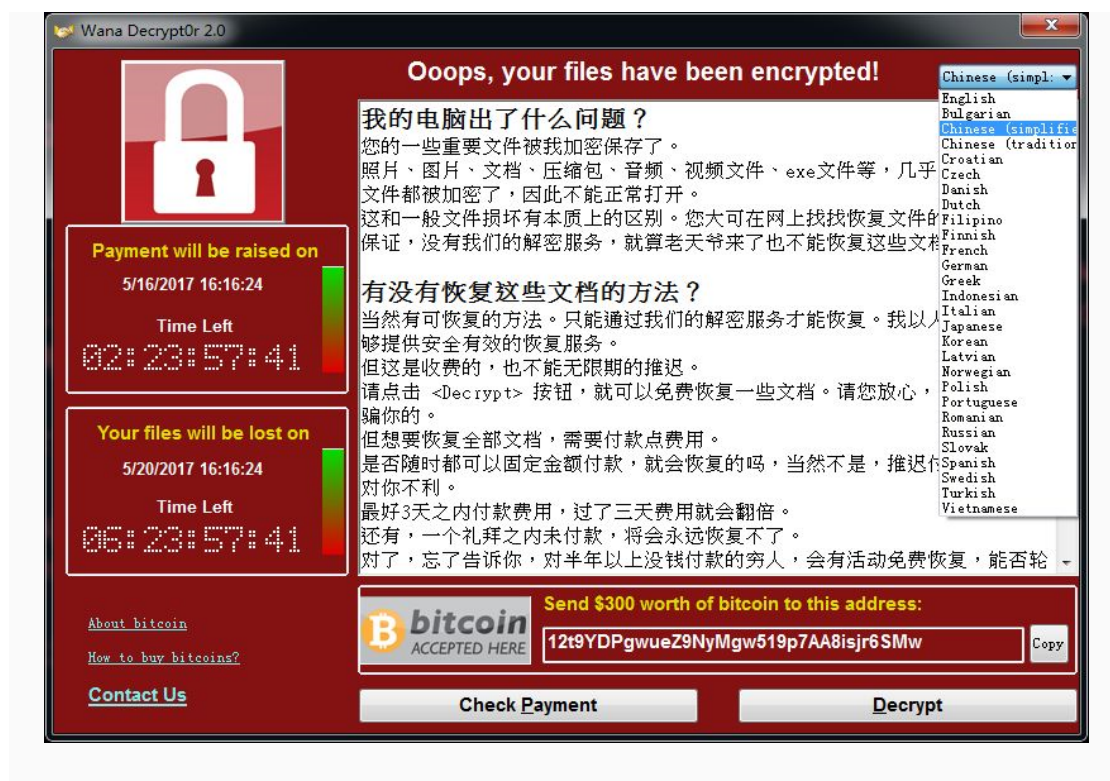 Wana Decrypt0r 2.0
Ooops, your files have been encrypted!
Chinese (simpl:
English
Bulgarian
Chinese (simplifie
Chinese (tradition
Croatian
Czech
Danish
Dutch
Filipino
Finnish
French
German
Greek
Indonesian
Italian
Japanese
Korean
Latvian
Norwegian
Polish
Portuguese
Romanian
Russian
Slovak
Spanish
Swedish
Turkish
Vietnamese
我的电脑出了什么问题？
您的一些重要文件被我加密保存了。
照片、图片、文档、压缩包、音频、视频文件、exe文件等，几乎
文件都被加密了，因此不能正常打开。
这和一般文件损坏有本质上的区别。您大可在网上找找恢复文件的
保证，没有我们的解密服务，就算老天爷来了也不能恢复这些文档
有没有恢复这些文档的方法？
当然有可恢复的方法。只能通过我们的解密服务才能恢复。我以人
够提供安全有效的恢复服务。
但这是收费的，也不能无限期的推迟。
请点击 <Decrypt> 按钮，就可以免费恢复一些文档。请您放心，
骗你的。
但想要恢复全部文档，需要付款点费用。
是否随时都可以固定金额付款，就会恢复的吗，当然不是，推迟付
对你不利。
最好3天之内付款费用，过了三天费用就会翻倍。
还有，一个礼拜之内未付款，将会永远恢复不了。
对了，忘了告诉你，对半年以上没钱付款的穷人，会有活动免费恢复，能否轮
Payment will be raised on
5/16/2017 16:16:24
Time Left
02:23:57:41
Your files will be lost on
5/20/2017 16:16:24
Time Left
06:23:57:41
About bitcoin
How to buy bitcoins?
Contact Us
bitcoin
ACCEPTED HERE
Send $300 worth of bitcoin to this address:
12t9YDPgwueZ9NyMgw519p7AA8isjr6SMw
Copy
Check Payment
Decrypt